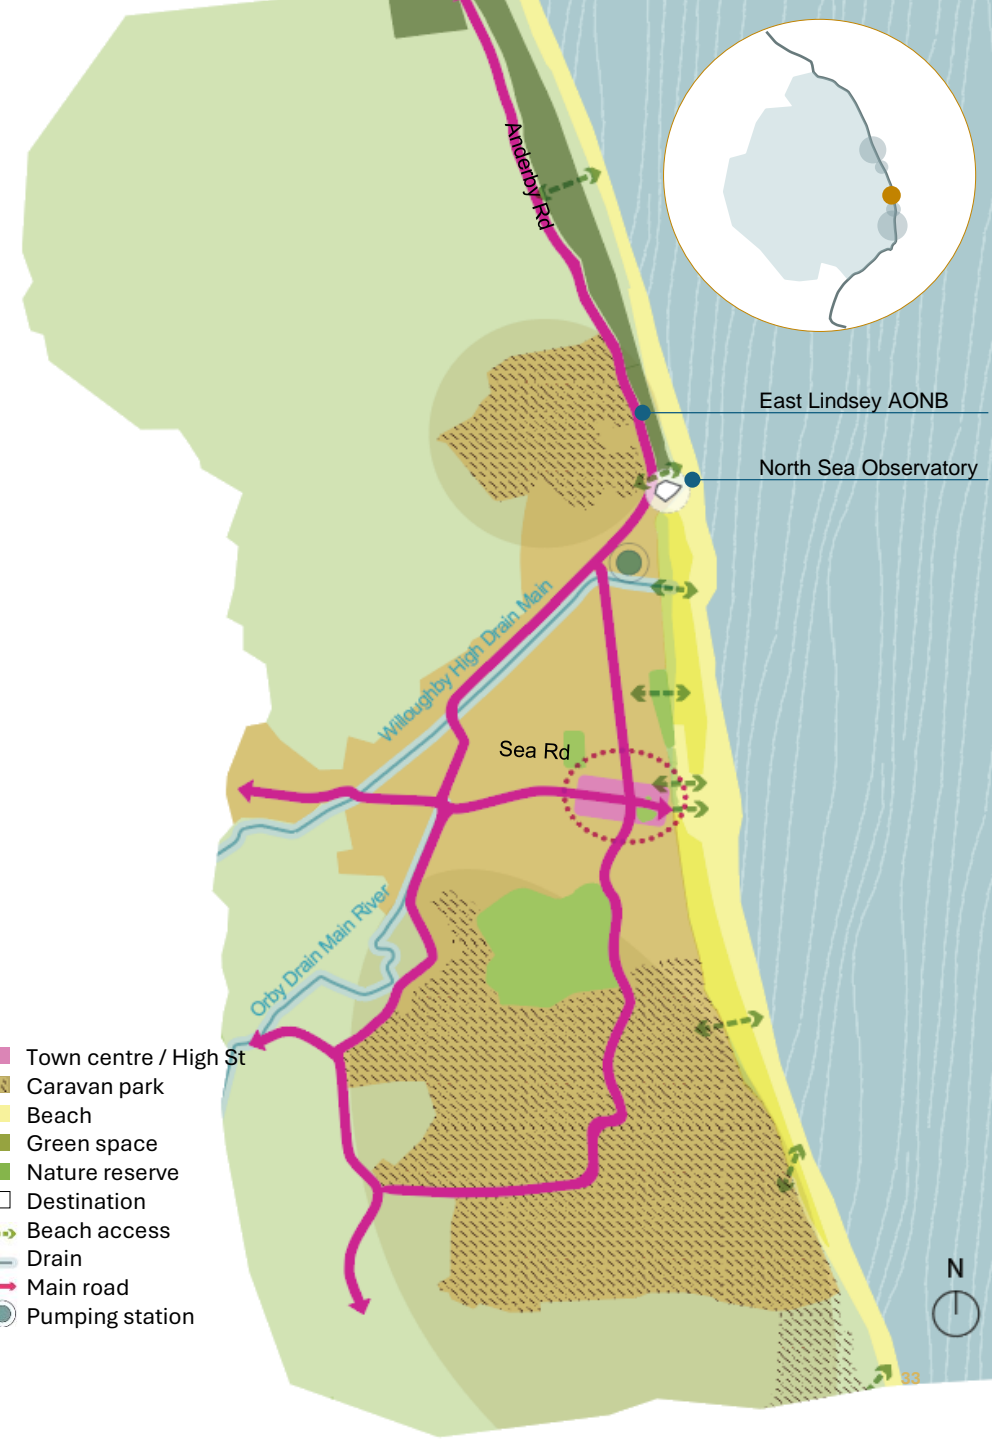 Anderby Rd
East Lindsey AONB
North Sea Observatory
Willoughby High Drain Main
Sea Rd
Orby Drain Main River
Town centre / High St
Caravan park
Beach
Green space
Nature reserve
Destination
Beach access
Drain
Main road
Pumping station
N
33